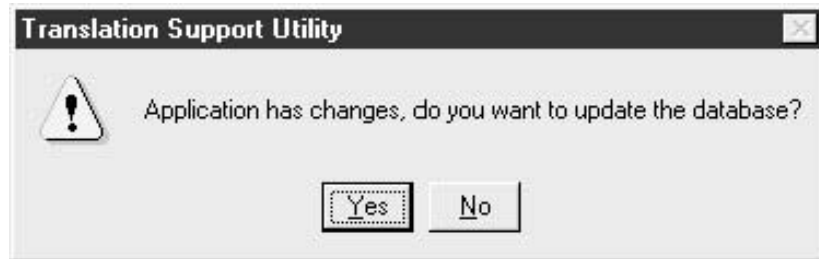 Translation Support Utility
Application has changes, do you want to update the database?
Yes No